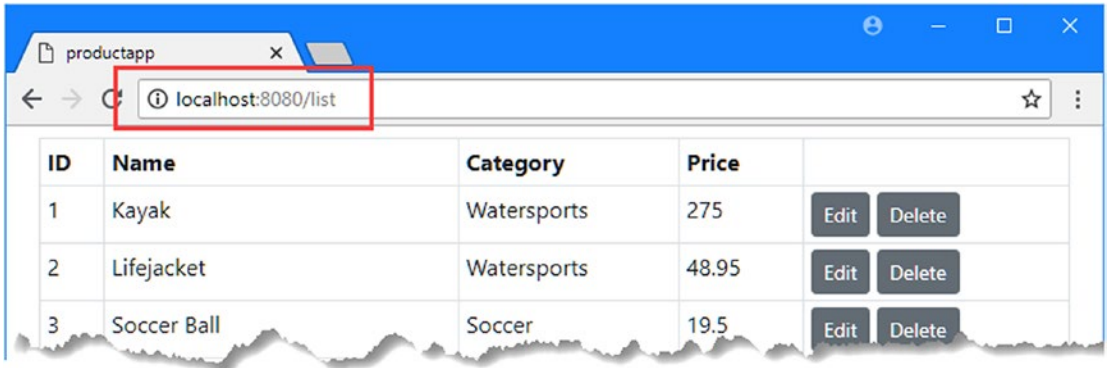 productapp
localhost:8080/list
ID Name Category Price
1 Kayak Watersports 275 Edit Delete
2 Lifejacket Watersports 48.95 Edit Delete
3 Soccer Ball Soccer 19.5 Edit Delete